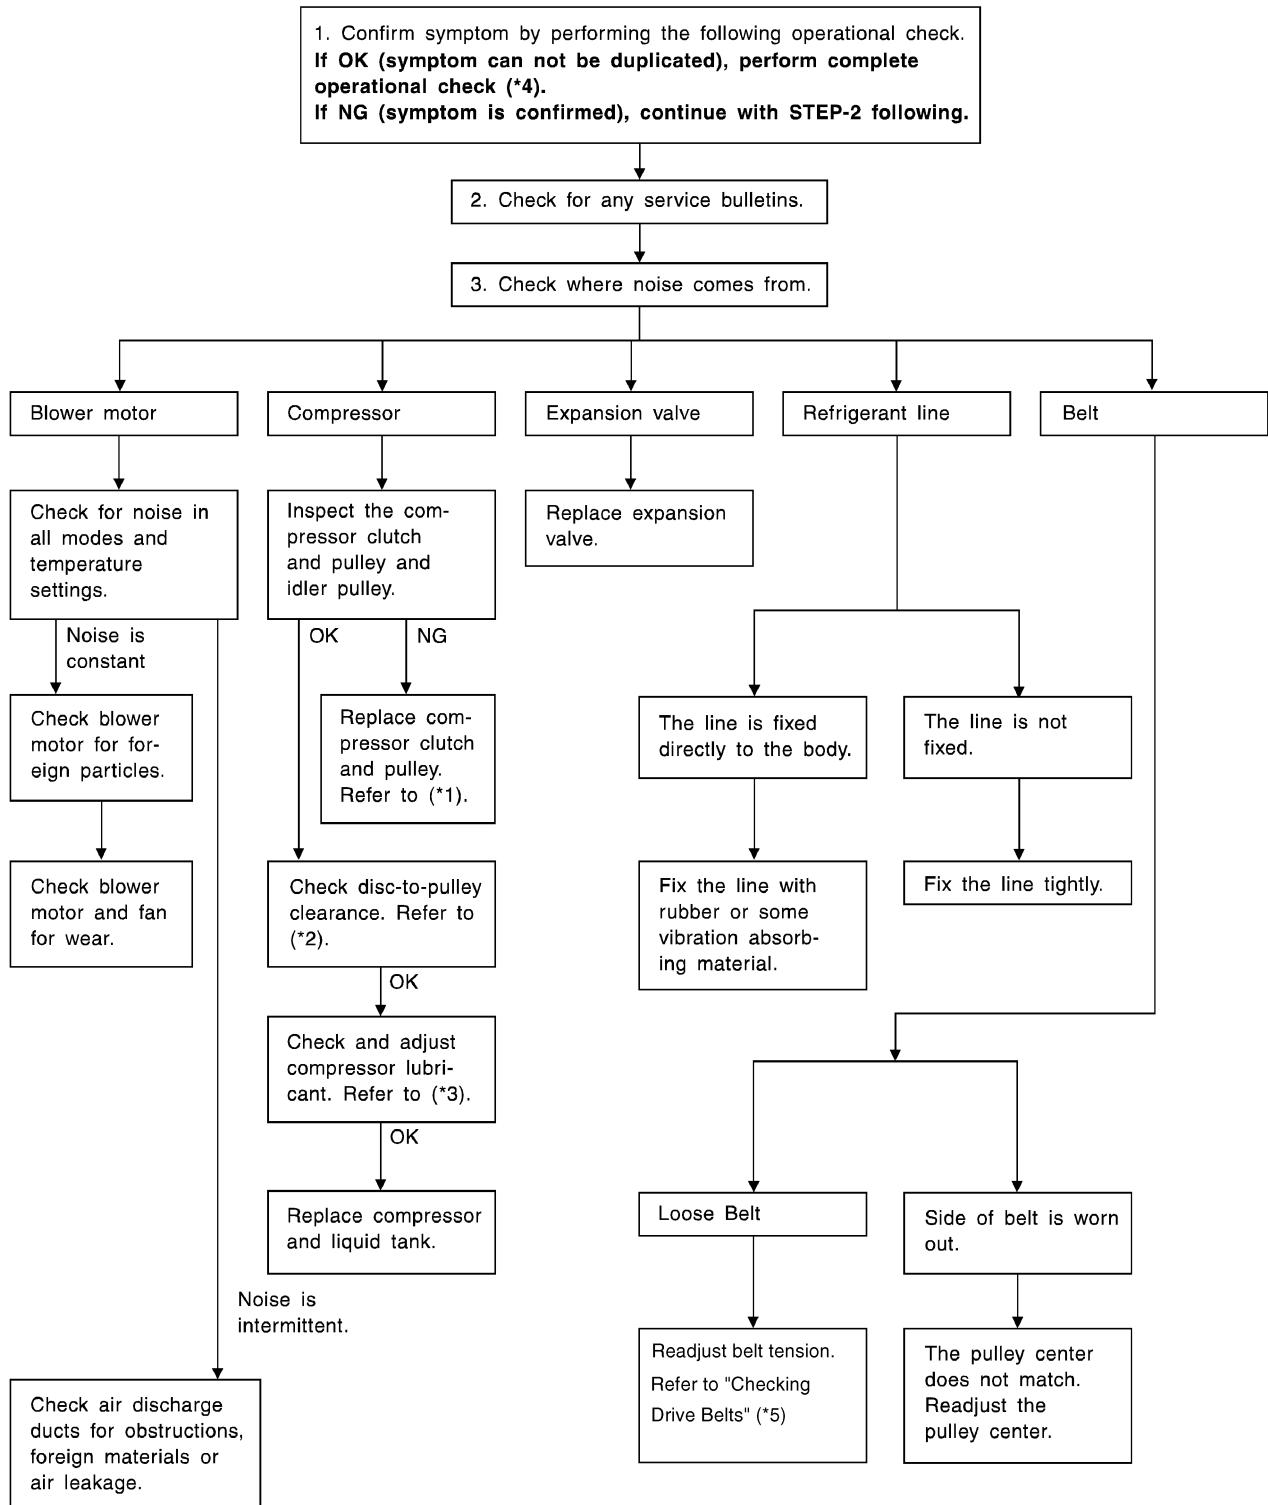 1. Confirm symptom by performing the following operational check.
If OK (symptom can not be duplicated), perform complete
operational check (*4).
If NG (symptom is confirmed), continue with STEP-2 following.
2. Check for any service bulletins.
3. Check where noise comes from.
Blower motor
Compressor
Expansion valve
Refrigerant line
Belt
Check for noise in
all modes and
temperature
settings.
Inspect the com-
pressor clutch
and pulley and
idler pulley.
Replace expansion
valve.
Noise is
constant
OK
NG
Check blower
motor for for-
eign particles.
Replace com-
pressor clutch
and pulley.
Refer to (*1).
The line is fixed
directly to the body.
The line is not
fixed.
Check blower
motor and fan
for wear.
Check disc-to-pulley
clearance. Refer to
(*2).
Fix the line with
rubber or some
vibration absorb-
ing material.
Fix the line tightly.
OK
Check and adjust
compressor lubri-
cant. Refer to (*3).
OK
Replace compressor
and liquid tank.
Loose Belt
Side of belt is worn
out.
Noise is
intermittent.
Readjust belt tension.
Refer to "Checking
Drive Belts" (*5)
The pulley center
does not match.
Readjust the
pulley center.
Check air discharge
ducts for obstructions,
foreign materials or
air leakage.